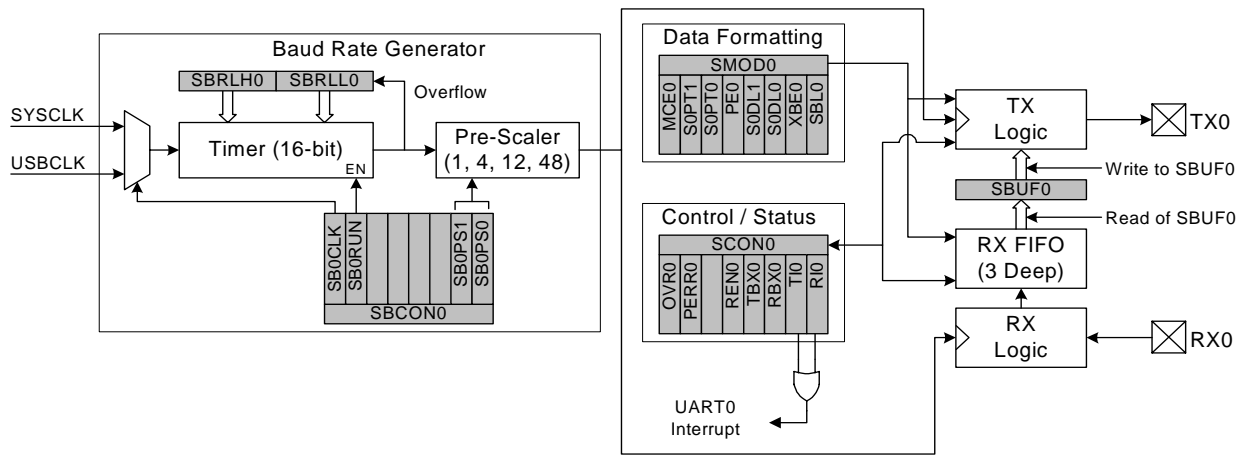 Baud Rate Generator
SBRLH0 SBRLL0
Overflow
SYSCLK
USBCLK
Timer (16-bit)
EN
Pre-Scaler
(1, 4, 12, 48)
SB0CLK
SB0RUN
SB0PS1
SB0PS0
SBCON0
Data Formatting
SMOD0
MCE0
S0PT1
S0PT0
PE0
S0DL1
S0DL0
XBE0
SBL0
Control / Status
SCON0
OVR0
PERR0
REN0
TBX0
RBX0
TI0
RI0
UART0
Interrupt
TX
Logic
TX0
Write to SBUF0
SBUF0
Read of SBUF0
RX FIFO
(3 Deep)
RX
Logic
RX0